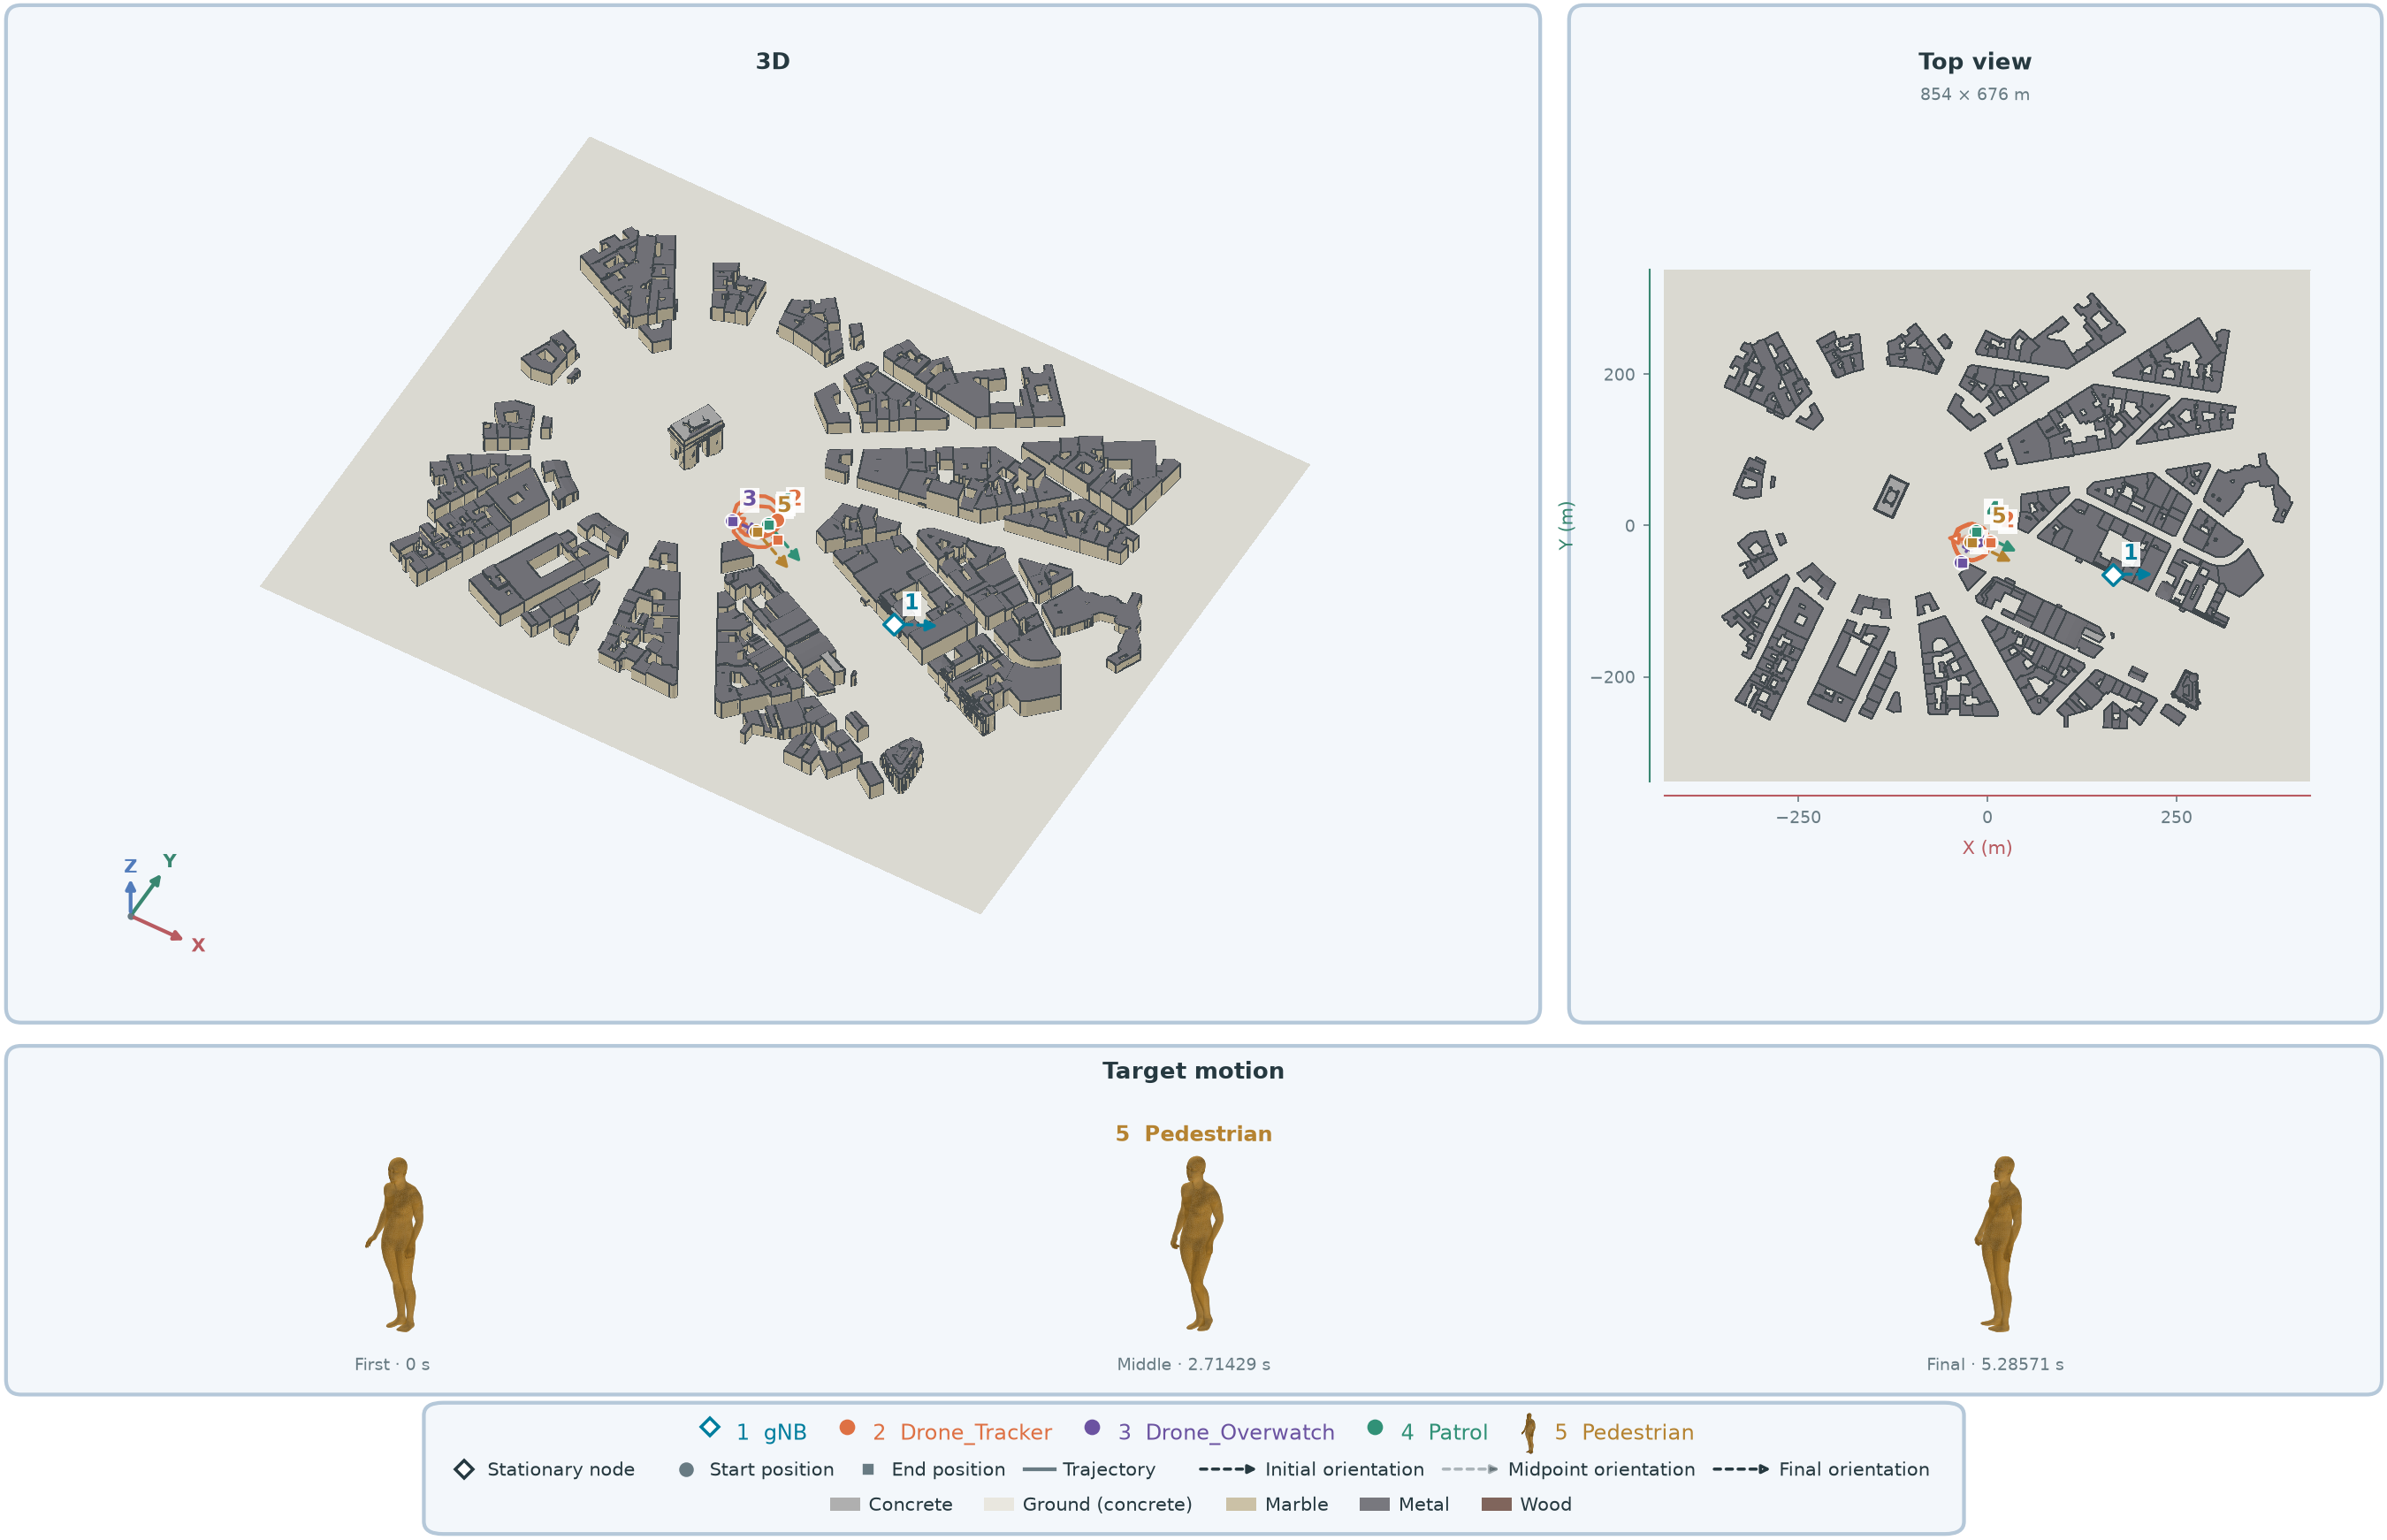 3D
3 5 2
1
Z Y
X
Top view
854 × 676 m
200
0
−200
Y (m)
5
1
−250 0 250
X (m)
Target motion
5 Pedestrian
First · 0 s
Middle · 2.71429 s
Final · 5.28571 s
1 gNB 2 Drone_Tracker 3 Drone_Overwatch 4 Patrol 5 Pedestrian
Stationary node Start position End position Trajectory Initial orientation Midpoint orientation Final orientation
Concrete Ground (concrete) Marble Metal Wood